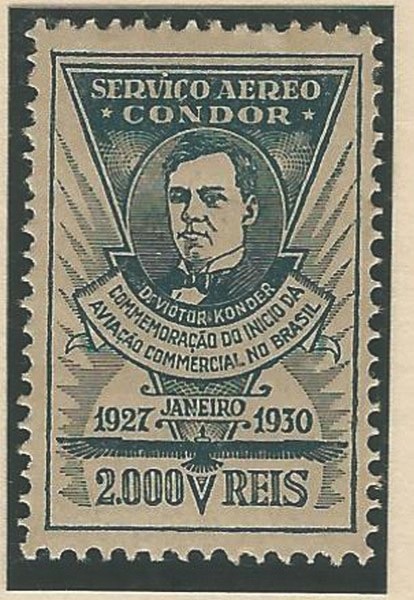 SERVIÇO AEREO
★ CONDOR ★
Dr VICTOR KONDER
COMMEMORAÇÃO DO INICIO DA
AVIAÇÃO COMMERCIAL NO BRASIL
1927 JANEIRO 1930
2.000 REIS